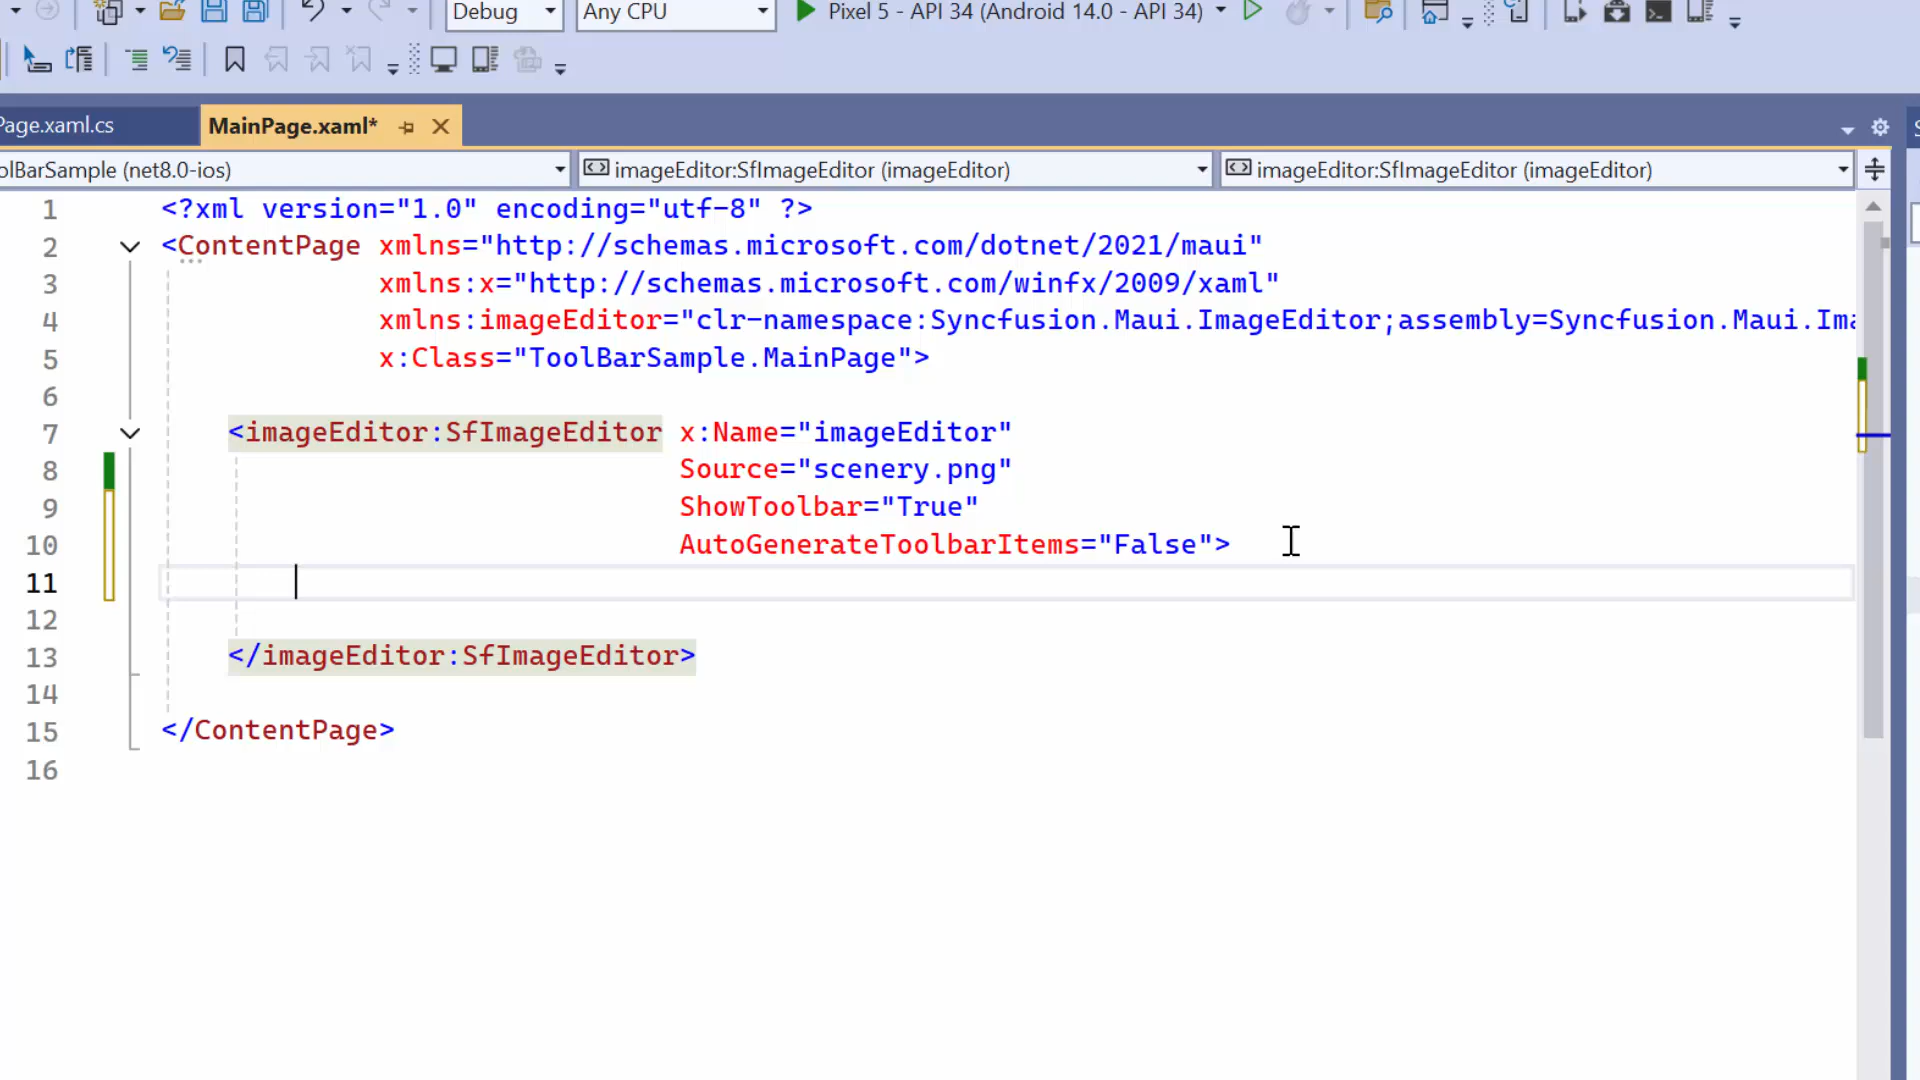 Debug
Any CPU
Pixel 5 - API 34 (Android 14.0 - API 34)
Page.xaml.cs
MainPage.xaml*
olBarSample (net8.0-ios)
imageEditor:SfImageEditor (imageEditor)
imageEditor:SfImageEditor (imageEditor)
1 <?xml version="1.0" encoding="utf-8" ?>
2 <ContentPage xmlns="http://schemas.microsoft.com/dotnet/2021/maui"
3 xmlns:x="http://schemas.microsoft.com/winfx/2009/xaml"
4 xmlns:imageEditor="clr-namespace:Syncfusion.Maui.ImageEditor;assembly=Syncfusion.Maui.Ima
5 x:Class="ToolBarSample.MainPage">
6
7 <imageEditor:SfImageEditor x:Name="imageEditor"
8 Source="scenery.png"
9 ShowToolbar="True"
10 AutoGenerateToolbarItems="False">
11
12
13 </imageEditor:SfImageEditor>
14
15 </ContentPage>
16